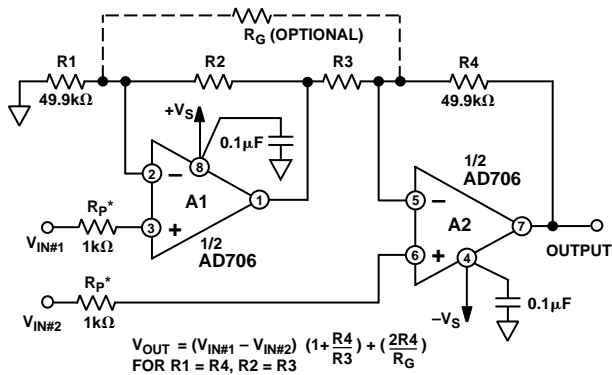 R_G (OPTIONAL)
R1
R2
R3
R4
49.9kΩ
49.9kΩ
+V_S
0.1µF
8
2
–
A1
1
3
+
1/2
AD706
R_P*
1kΩ
V_IN#1
1/2
AD706
5
–
A2
7
6
+
4
OUTPUT
R_P*
1kΩ
V_IN#2
–V_S
0.1µF
V_OUT = (V_IN#1 – V_IN#2) (1+ R4/R3) + (2R4/R_G)
FOR R1 = R4, R2 = R3